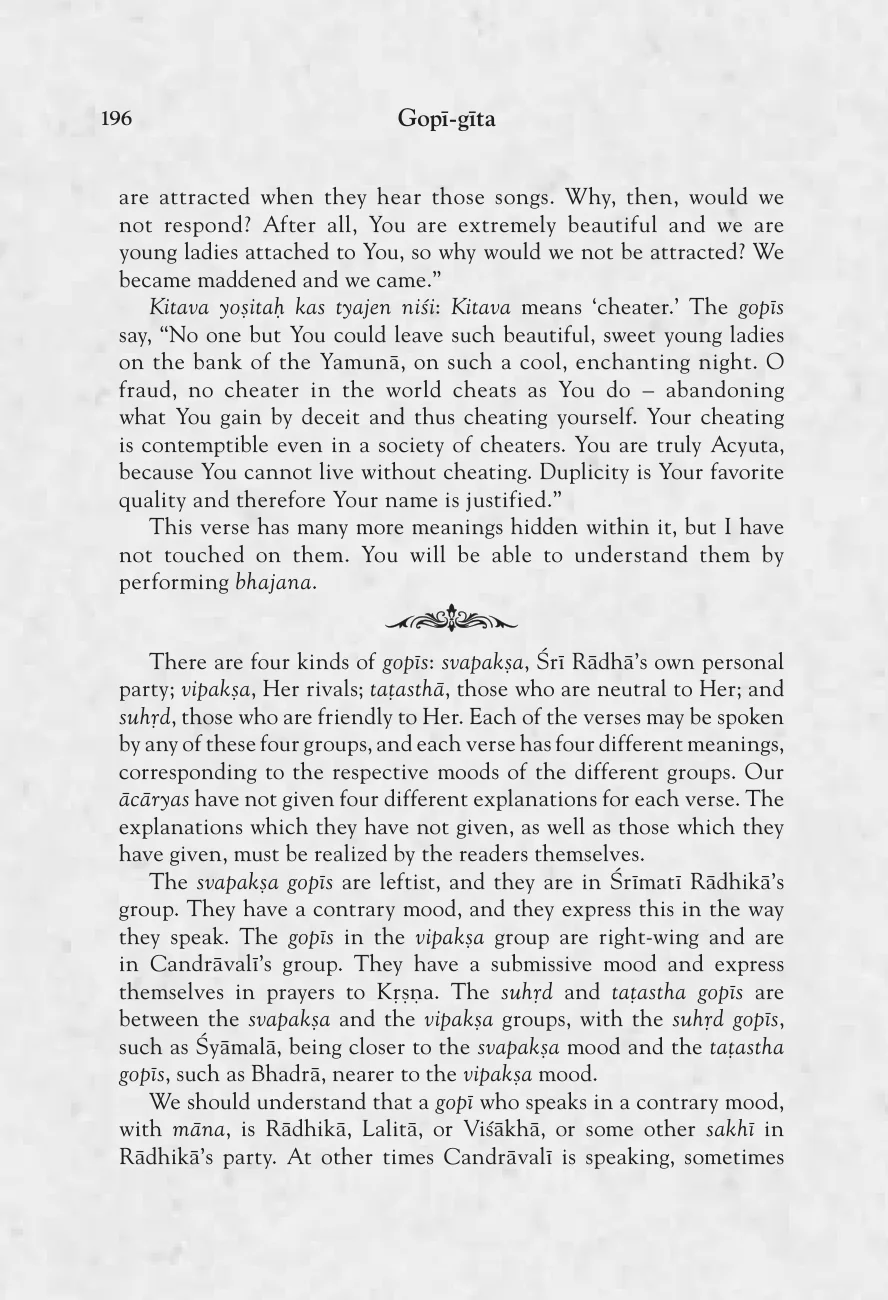 196
Gopī-gīta
are attracted when they hear those songs. Why, then, would we
not respond? After all, You are extremely beautiful and we are
young ladies attached to You, so why would we not be attracted? We
became maddened and we came.”
Kitava yoṣitaḥ kas tyajen niśi: Kitava means ‘cheater.’ The gopīs
say, “No one but You could leave such beautiful, sweet young ladies
on the bank of the Yamunā, on such a cool, enchanting night. O
fraud, no cheater in the world cheats as You do – abandoning
what You gain by deceit and thus cheating yourself. Your cheating
is contemptible even in a society of cheaters. You are truly Acyuta,
because You cannot live without cheating. Duplicity is Your favorite
quality and therefore Your name is justified.”
This verse has many more meanings hidden within it, but I have
not touched on them. You will be able to understand them by
performing bhajana.
There are four kinds of gopīs: svapakṣa, Śrī Rādhā’s own personal
party; vipakṣa, Her rivals; taṭasthā, those who are neutral to Her; and
suhṛd, those who are friendly to Her. Each of the verses may be spoken
by any of these four groups, and each verse has four different meanings,
corresponding to the respective moods of the different groups. Our
ācāryas have not given four different explanations for each verse. The
explanations which they have not given, as well as those which they
have given, must be realized by the readers themselves.
The svapakṣa gopīs are leftist, and they are in Śrīmatī Rādhikā’s
group. They have a contrary mood, and they express this in the way
they speak. The gopīs in the vipakṣa group are right-wing and are
in Candrāvalī’s group. They have a submissive mood and express
themselves in prayers to Kṛṣṇa. The suhṛd and taṭastha gopīs are
between the svapakṣa and the vipakṣa groups, with the suhṛd gopīs,
such as Śyāmalā, being closer to the svapakṣa mood and the taṭastha
gopīs, such as Bhadrā, nearer to the vipakṣa mood.
We should understand that a gopī who speaks in a contrary mood,
with māna, is Rādhikā, Lalitā, or Viśākhā, or some other sakhī in
Rādhikā’s party. At other times Candrāvalī is speaking, sometimes